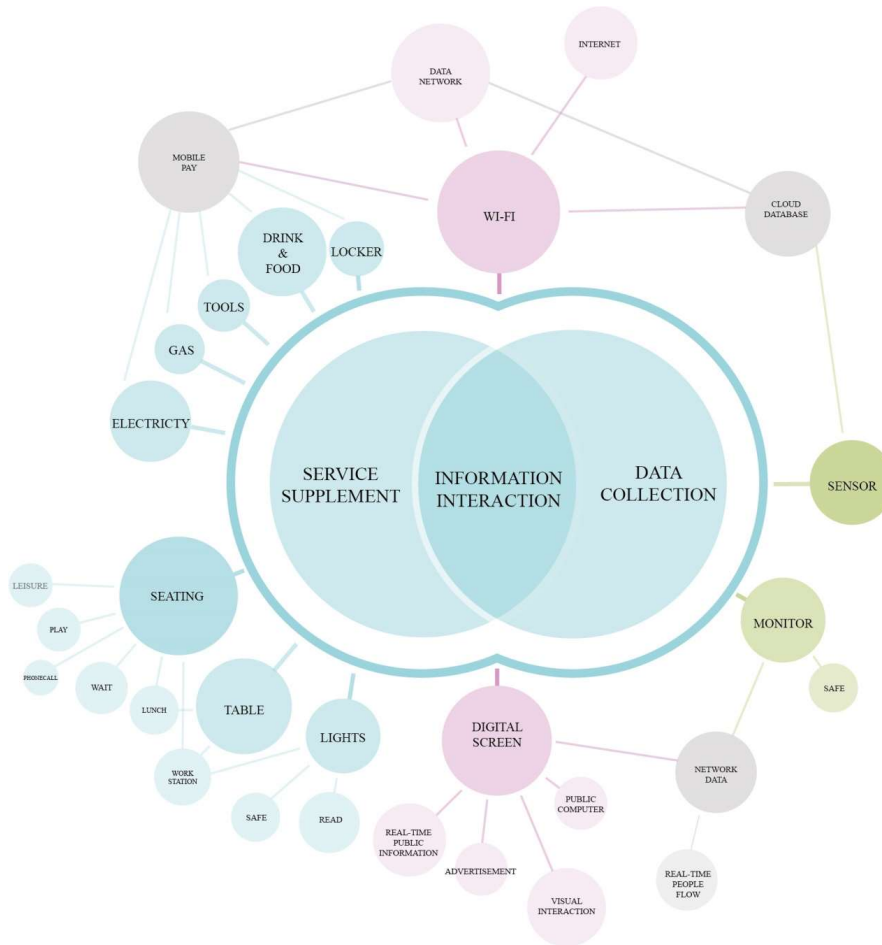 INTERNET
DATA
NETWORK
MOBILE
PAY
WI-FI
CLOUD
DATABASE
DRINK
&
FOOD
LOCKER
TOOLS
GAS
ELECTRICTY
SERVICE
SUPPLEMENT
INFORMATION
INTERACTION
DATA
COLLECTION
SENSOR
LEISURE
SEATING
PLAY
MONITOR
PHONECALL
WAIT
SAFE
LUNCH
TABLE
LIGHTS
DIGITAL
SCREEN
WORK
STATION
NETWORK
DATA
SAFE
READ
PUBLIC
COMPUTER
REAL-TIME
PUBLIC
INFORMATION
ADVERTISEMENT
VISUAL
INTERACTION
REAL-TIME
PEOPLE
FLOW